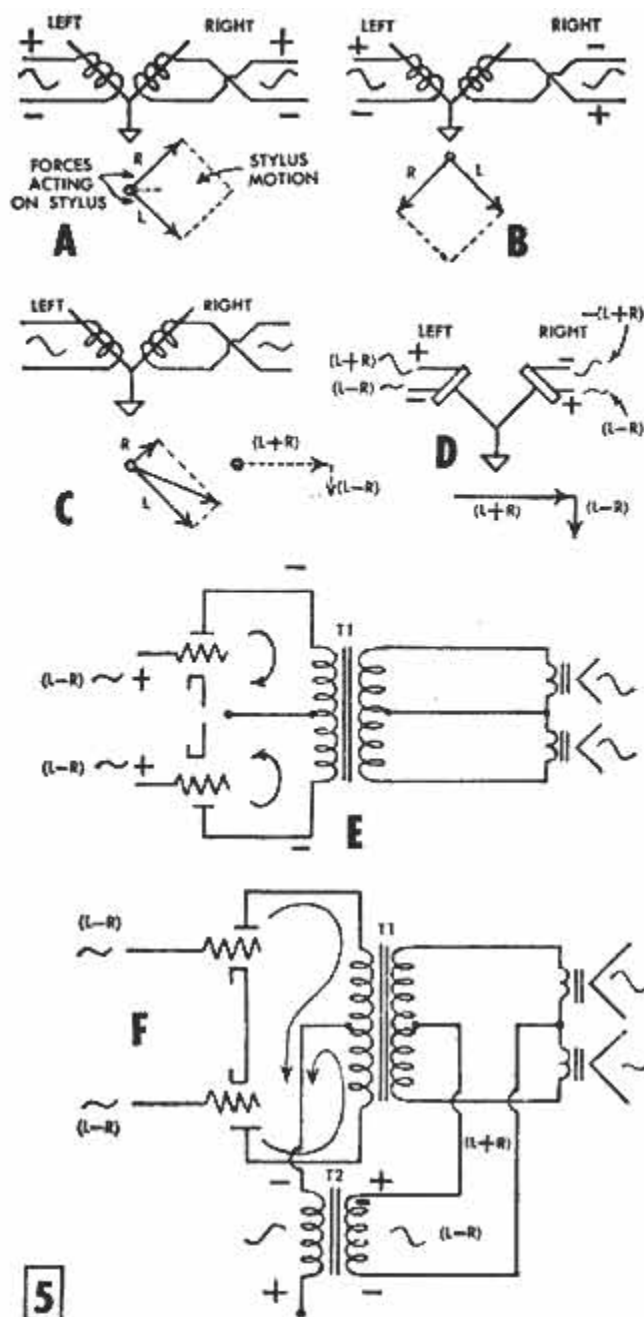 LEFT
RIGHT
+
+
−
−
FORCES
ACTING
ON STYLUS
R
L
STYLUS
MOTION
A
LEFT
RIGHT
+
−
−
+
R
L
B
LEFT
RIGHT
R
L
(L+R)
(L−R)
C
LEFT
RIGHT
−(L+R)
(L+R)
+
−
(L−R)
−
+
(L−R)
D
(L+R)
(L−R)
−
T1
(L−R)
+
(L−R)
+
−
E
(L−R)
T1
F
(L−R)
(L+R)
−
T2
+
(L−R)
+
−
5